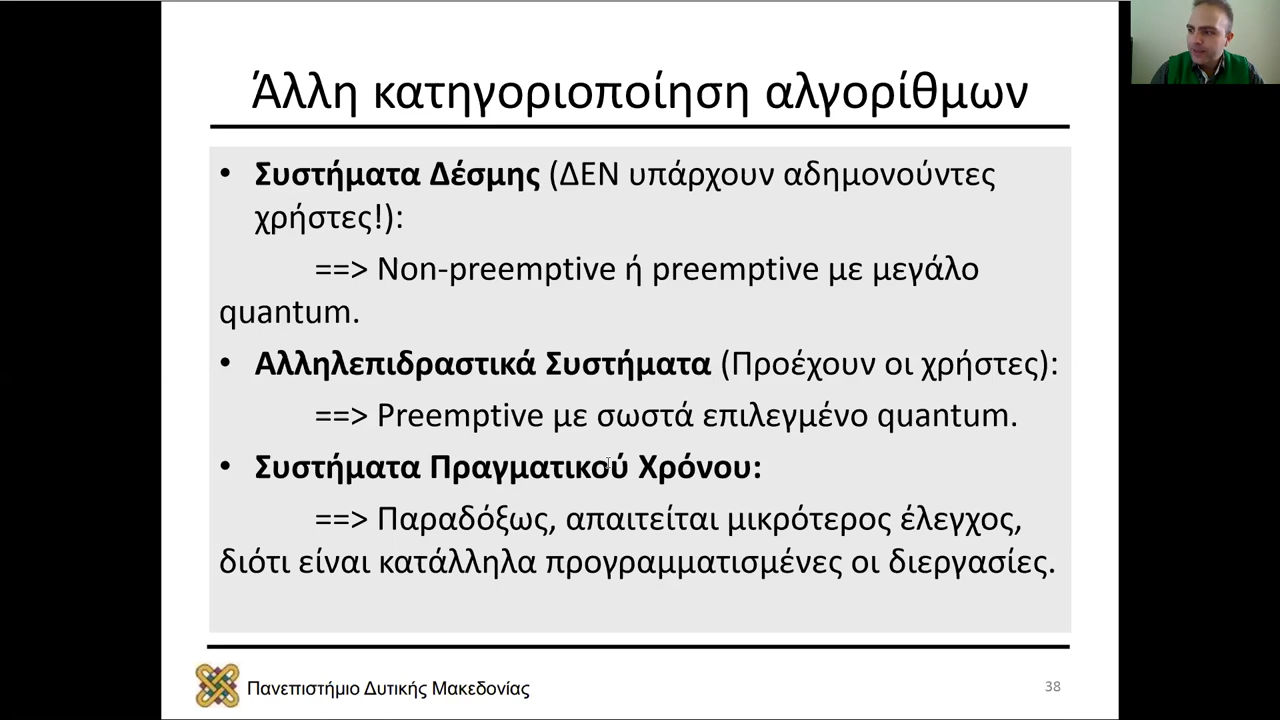 Άλλη κατηγοριοποίηση αλγορίθμων
• Συστήματα Δέσμης (ΔΕΝ υπάρχουν αδημονούντες
χρήστες!):
==> Non-preemptive ή preemptive με μεγάλο
quantum.
• Αλληλεπιδραστικά Συστήματα (Προέχουν οι χρήστες):
==> Preemptive με σωστά επιλεγμένο quantum.
• Συστήματα Πραγματικού Χρόνου:
==> Παραδόξως, απαιτείται μικρότερος έλεγχος,
διότι είναι κατάλληλα προγραμματισμένες οι διεργασίες.
Πανεπιστήμιο Δυτικής Μακεδονίας
38